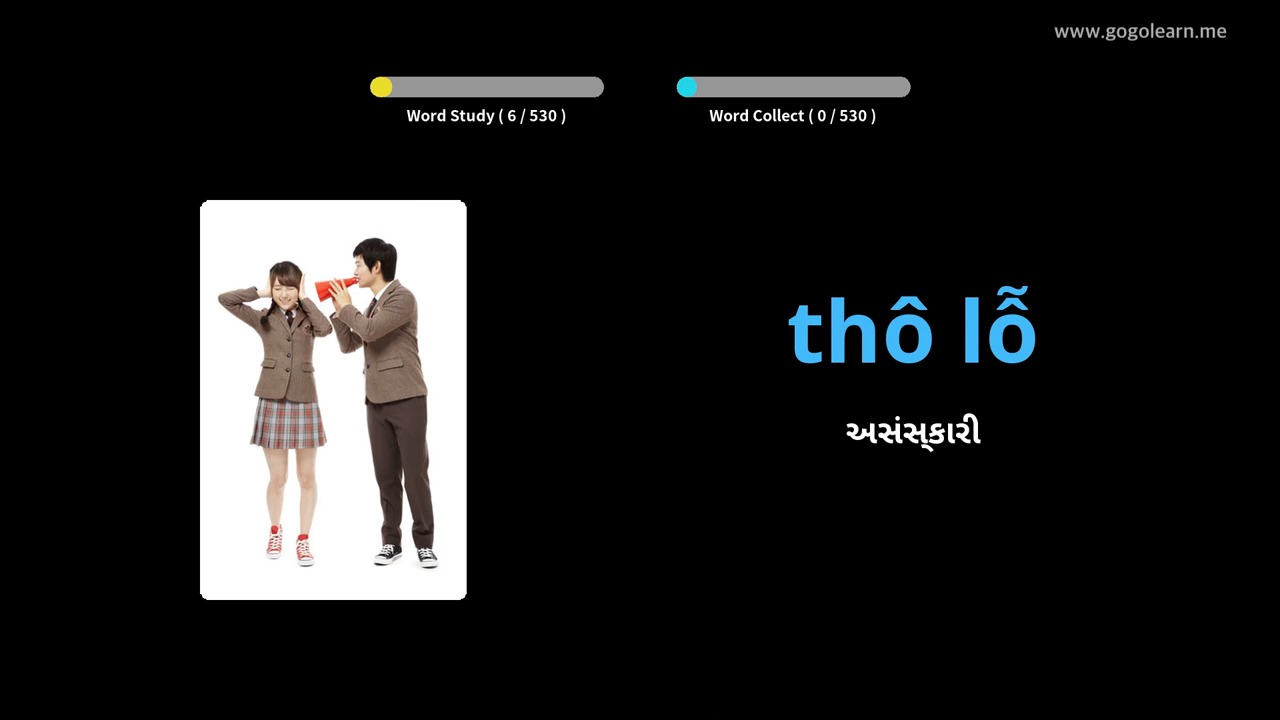 www.gogolearn.me
Word Study ( 6 / 530 )
Word Collect ( 0 / 530 )
thô lỗ
અસંસ્કારી